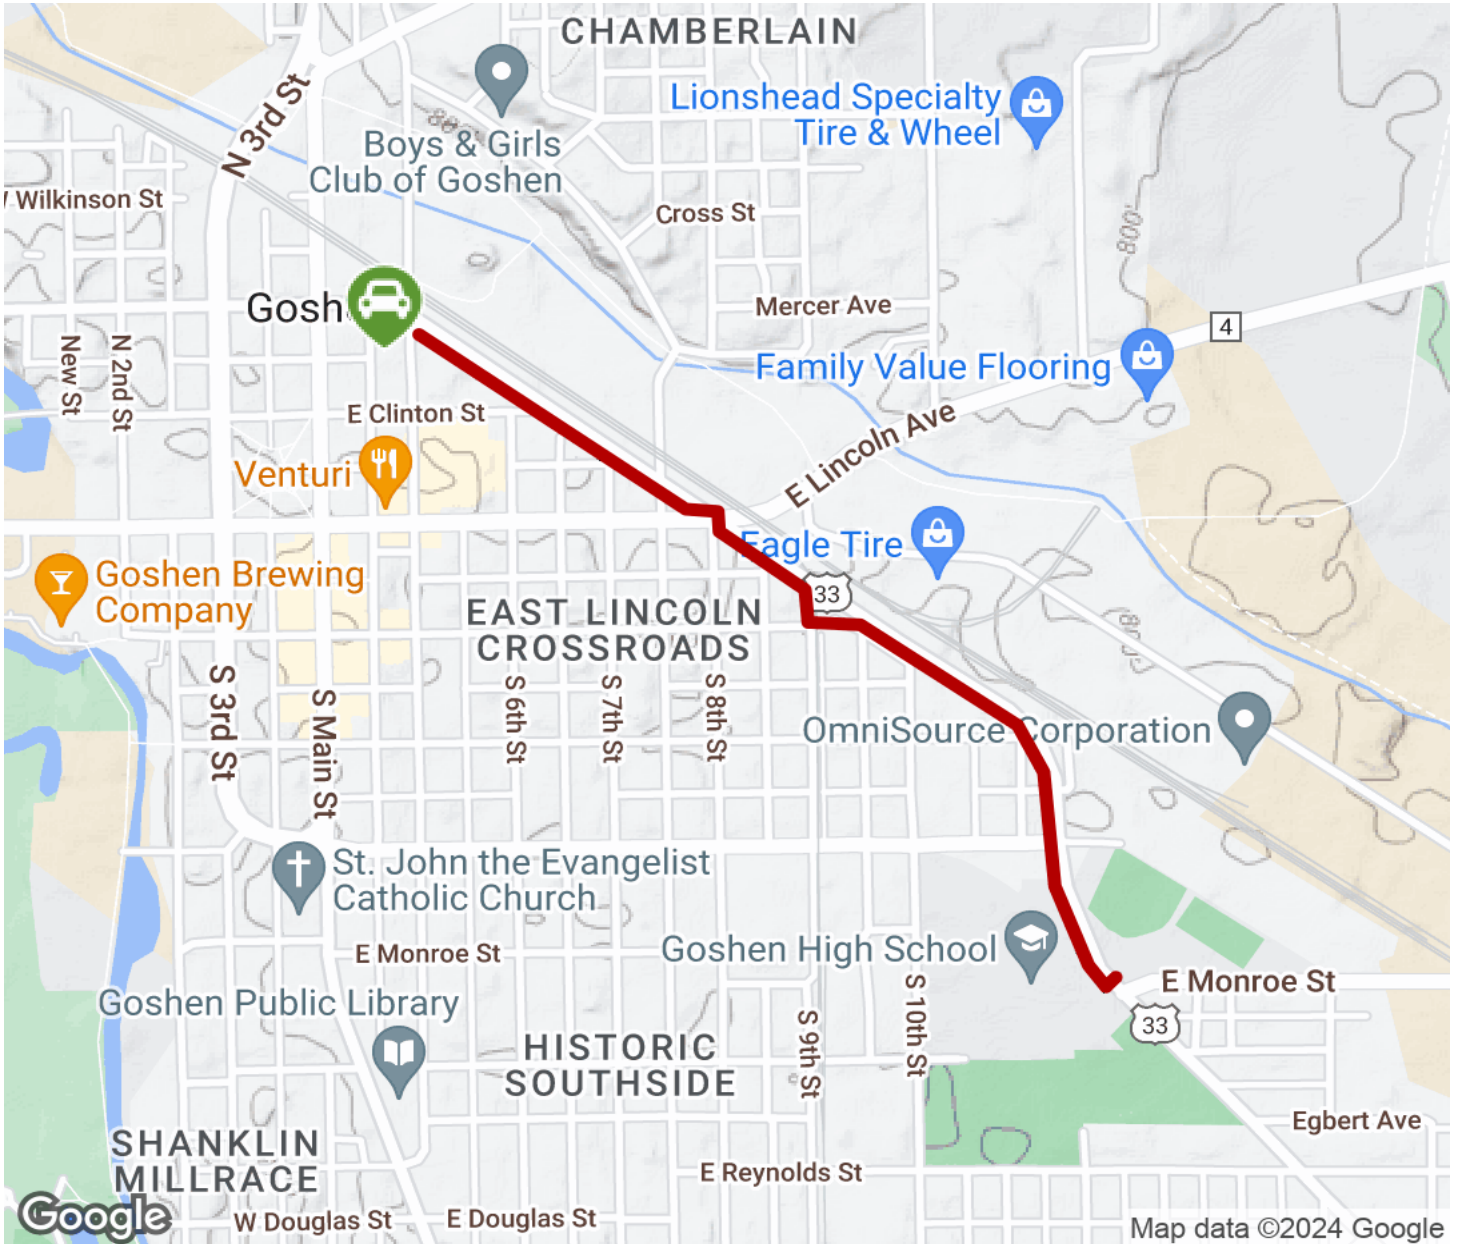 CHAMBERLAIN
N 3rd St
Lionshead Specialty
Tire & Wheel
800'
Boys & Girls
Club of Goshen
Wilkinson St
Cross St
800'
Gosh
Mercer Ave
4
New St
N 2nd St
Family Value Flooring
E Clinton St
E Lincoln Ave
Venturi
Eagle Tire
Goshen Brewing
Company
33
EAST LINCOLN
CROSSROADS
800'
S 3rd St
S Main St
S 6th St
S 7th St
S 8th St
OmniSource Corporation
St. John the Evangelist
Catholic Church
E Monroe St
Goshen High School
E Monroe St
Goshen Public Library
S 9th St
S 10th St
33
HISTORIC
SOUTHSIDE
Egbert Ave
SHANKLIN
MILLRACE
E Reynolds St
Google
W Douglas St
E Douglas St
Map data ©2024 Google